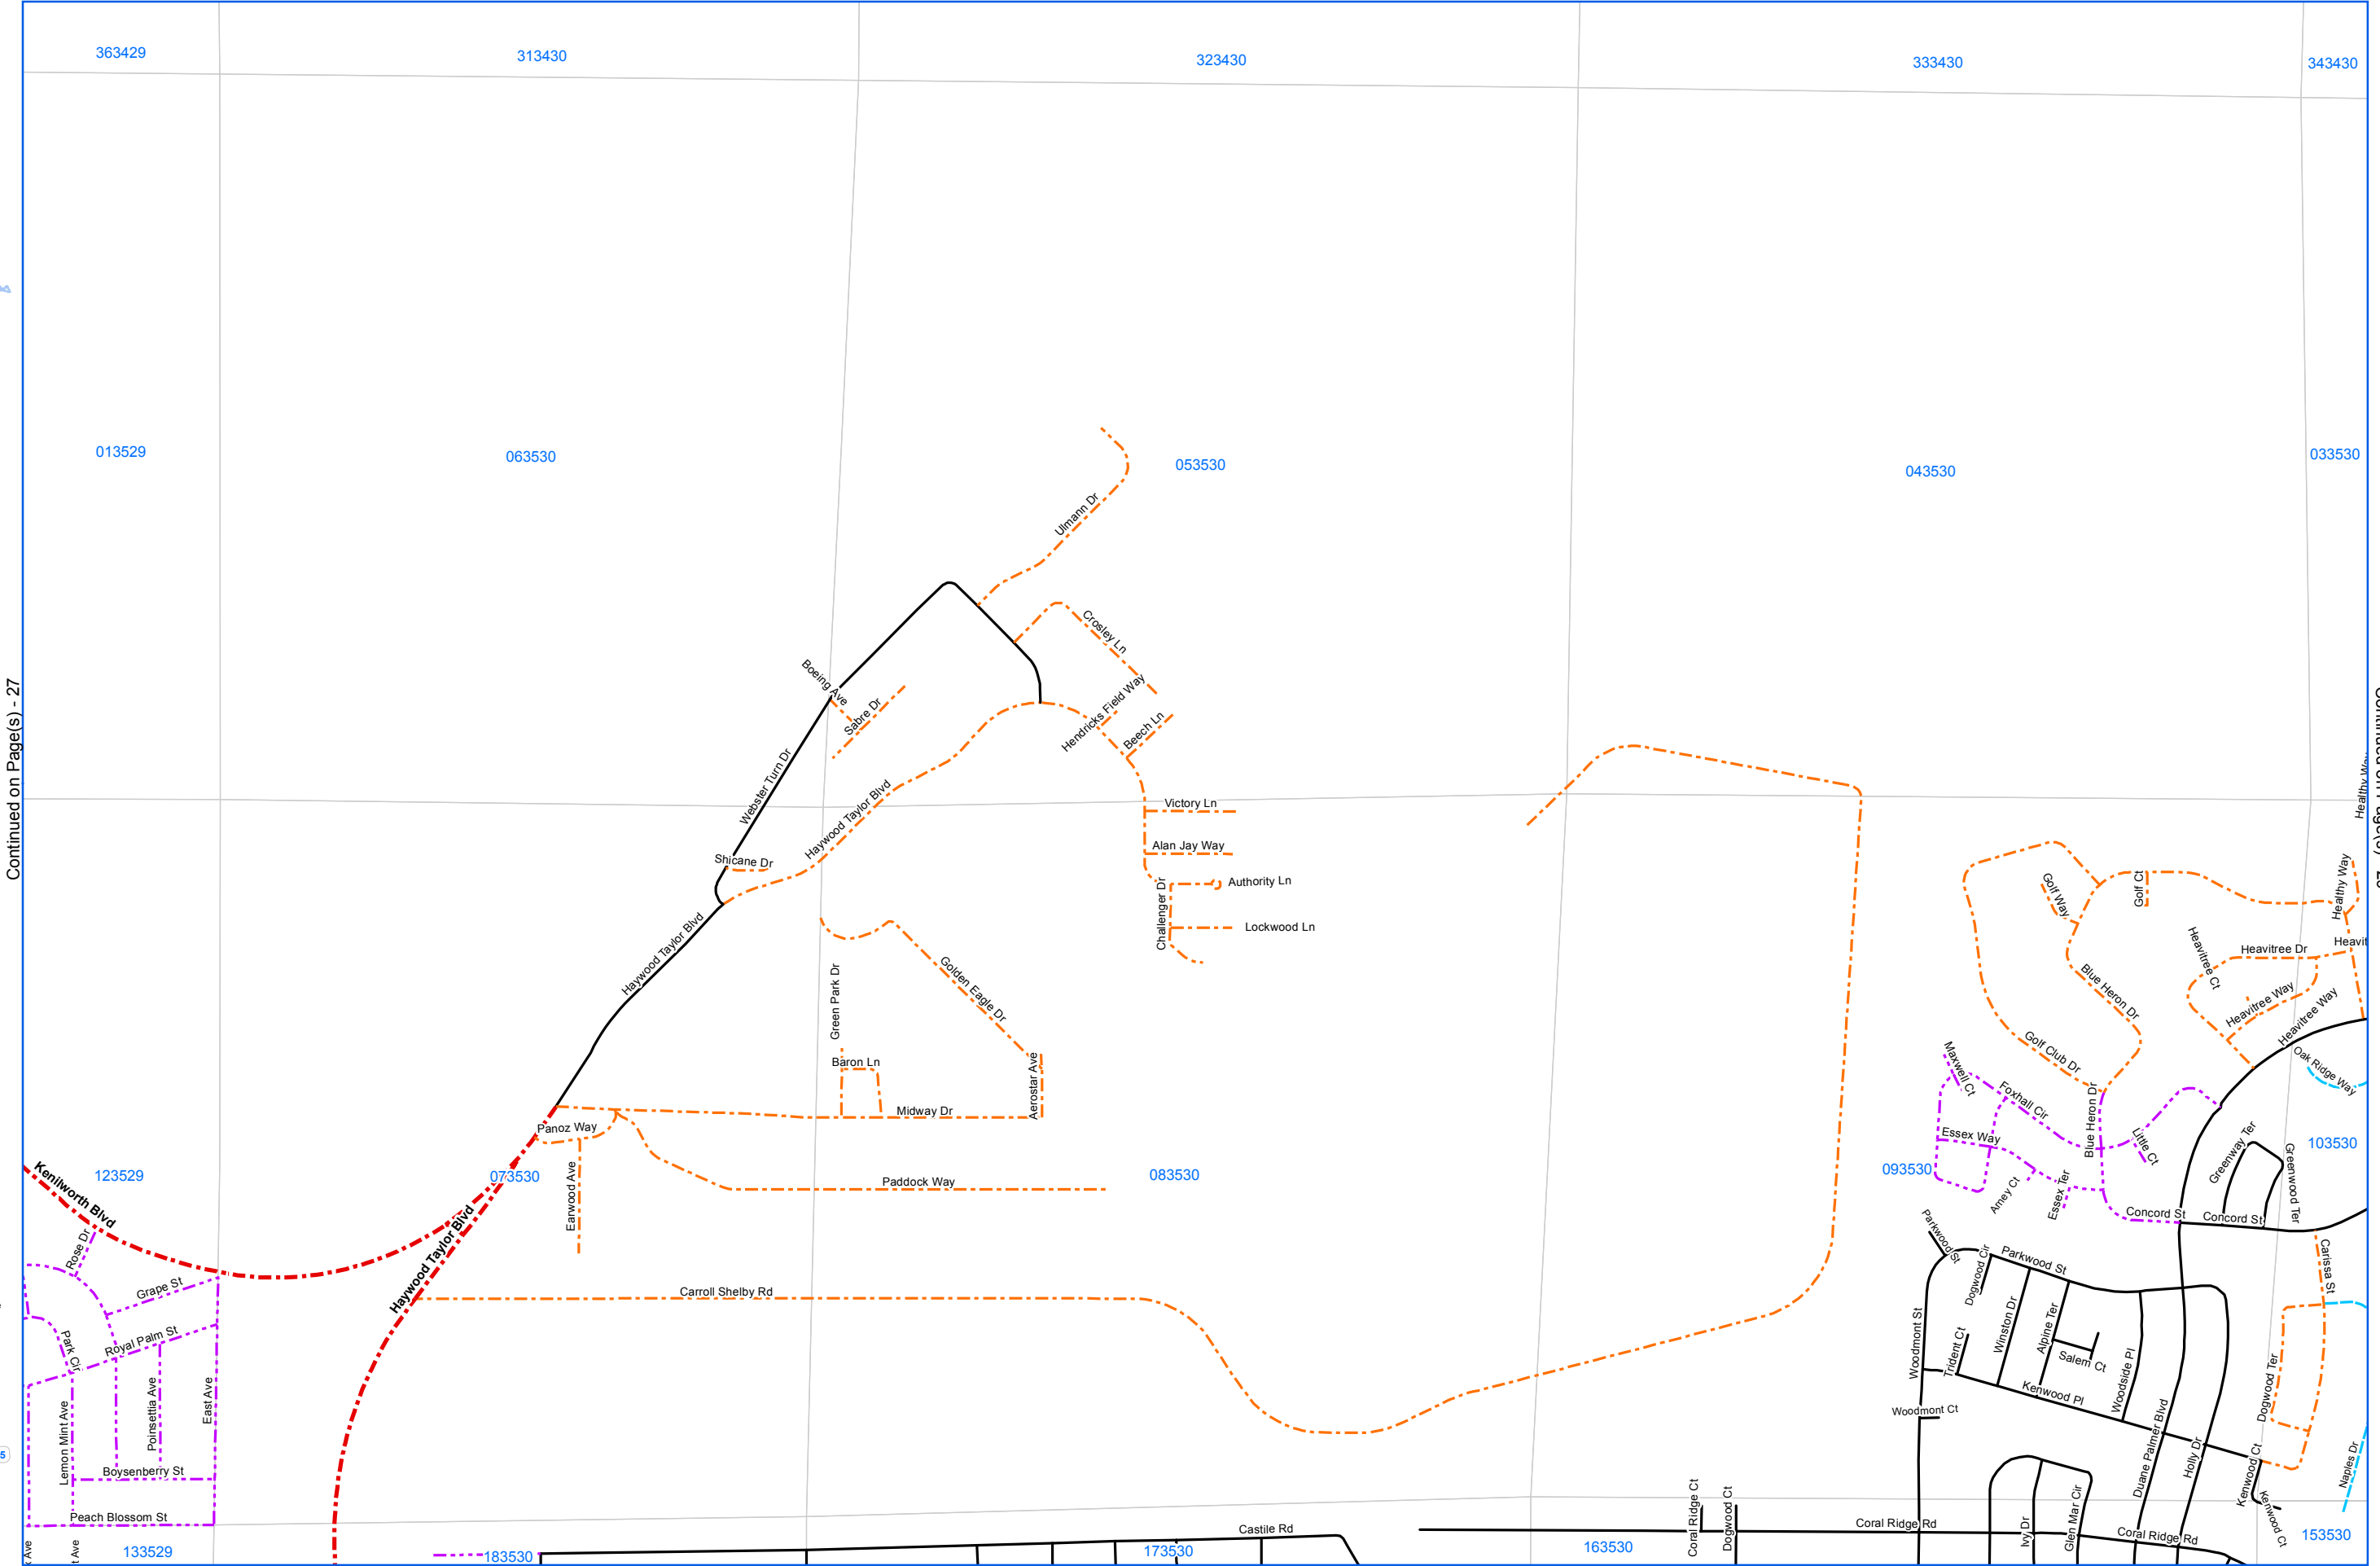 363429
313430
323430
333430
343430
013529
063530
053530
043530
033530
Ulmann Dr
Crosley Ln
Boeing Ave
Sabre Dr
Hendricks Field Way
Beech Ln
Continued on Page(s) - 27
Webster Turn Dr
Haywood Taylor Blvd
Victory Ln
Alan Jay Way
Shicane Dr
Authority Ln
Challenger Dr
Lockwood Ln
Haywood Taylor Blvd
Golden Eagle Dr
Green Park Dr
Baron Ln
Aerostar Ave
Midway Dr
Panoz Way
Earwood Ave
Paddock Way
Carroll Shelby Rd
Healthy Way
Golf Way
Golf Ct
Healthy Way
Heavitree Ct
Heavitree Dr
Heavit
Blue Heron Dr
Heavitree Way
Heavitree Way
Golf Club Dr
Oak Ridge Way
Maxwell Ct
Foxhall Cir
Blue Heron Dr
Essex Way
Little Ct
Greenway Ter
Greenwood Ter
103530
093530
083530
073530
123529
Arney Ct
Essex Ter
Concord St
Concord St
Kenilworth Blvd
Haywood Taylor Blvd
Rose Dr
Grape St
Royal Palm St
Park Cir
Lemon Mint Ave
Poinsettia Ave
East Ave
Boysenberry St
Peach Blossom St
Parkwood St
Parkwood St
Dogwood Cir
Carissa St
Woodmont St
Trident Ct
Winston Dr
Alpine Ter
Salem Ct
Woodside Pl
Kenwood Pl
Dogwood Ter
Woodmont Ct
Duane Palmer Blvd
Holly Dr
Kenwood Ct
Kenwood Ct
Naples Dr
Coral Ridge Ct
Dogwood Ct
Castile Rd
Coral Ridge Rd
Ivy Dr
Glen Mar Cir
Coral Ridge Rd
Ave
t Ave
133529
183530
173530
163530
153530
5